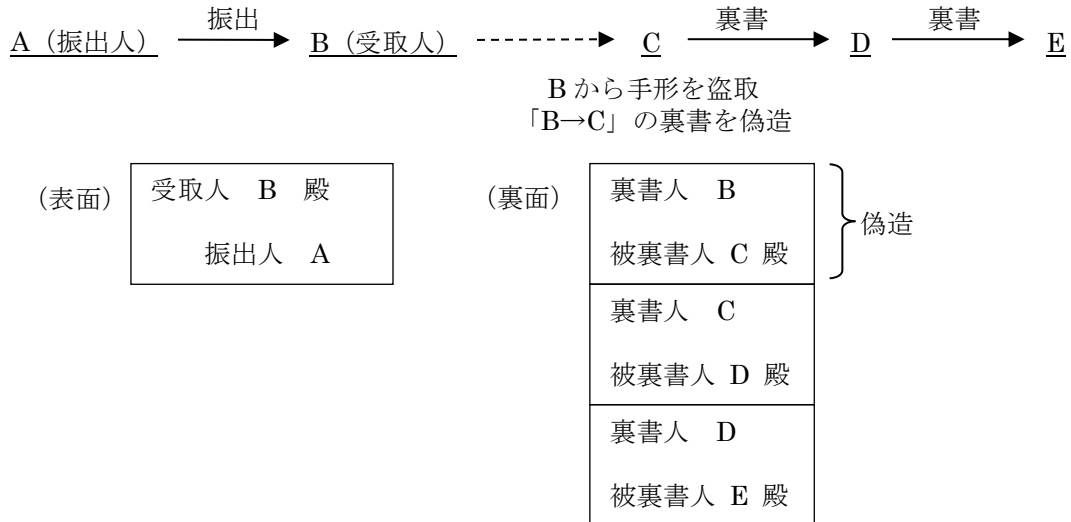 振出 裏書 裏書
A（振出人） B（受取人） C D E
B から手形を盗取
「B→C」の裏書を偽造
（表面）
受取人 B 殿
振出人 A
（裏面）
裏書人 B
被裏書人 C 殿
偽造
裏書人 C
被裏書人 D 殿
裏書人 D
被裏書人 E 殿